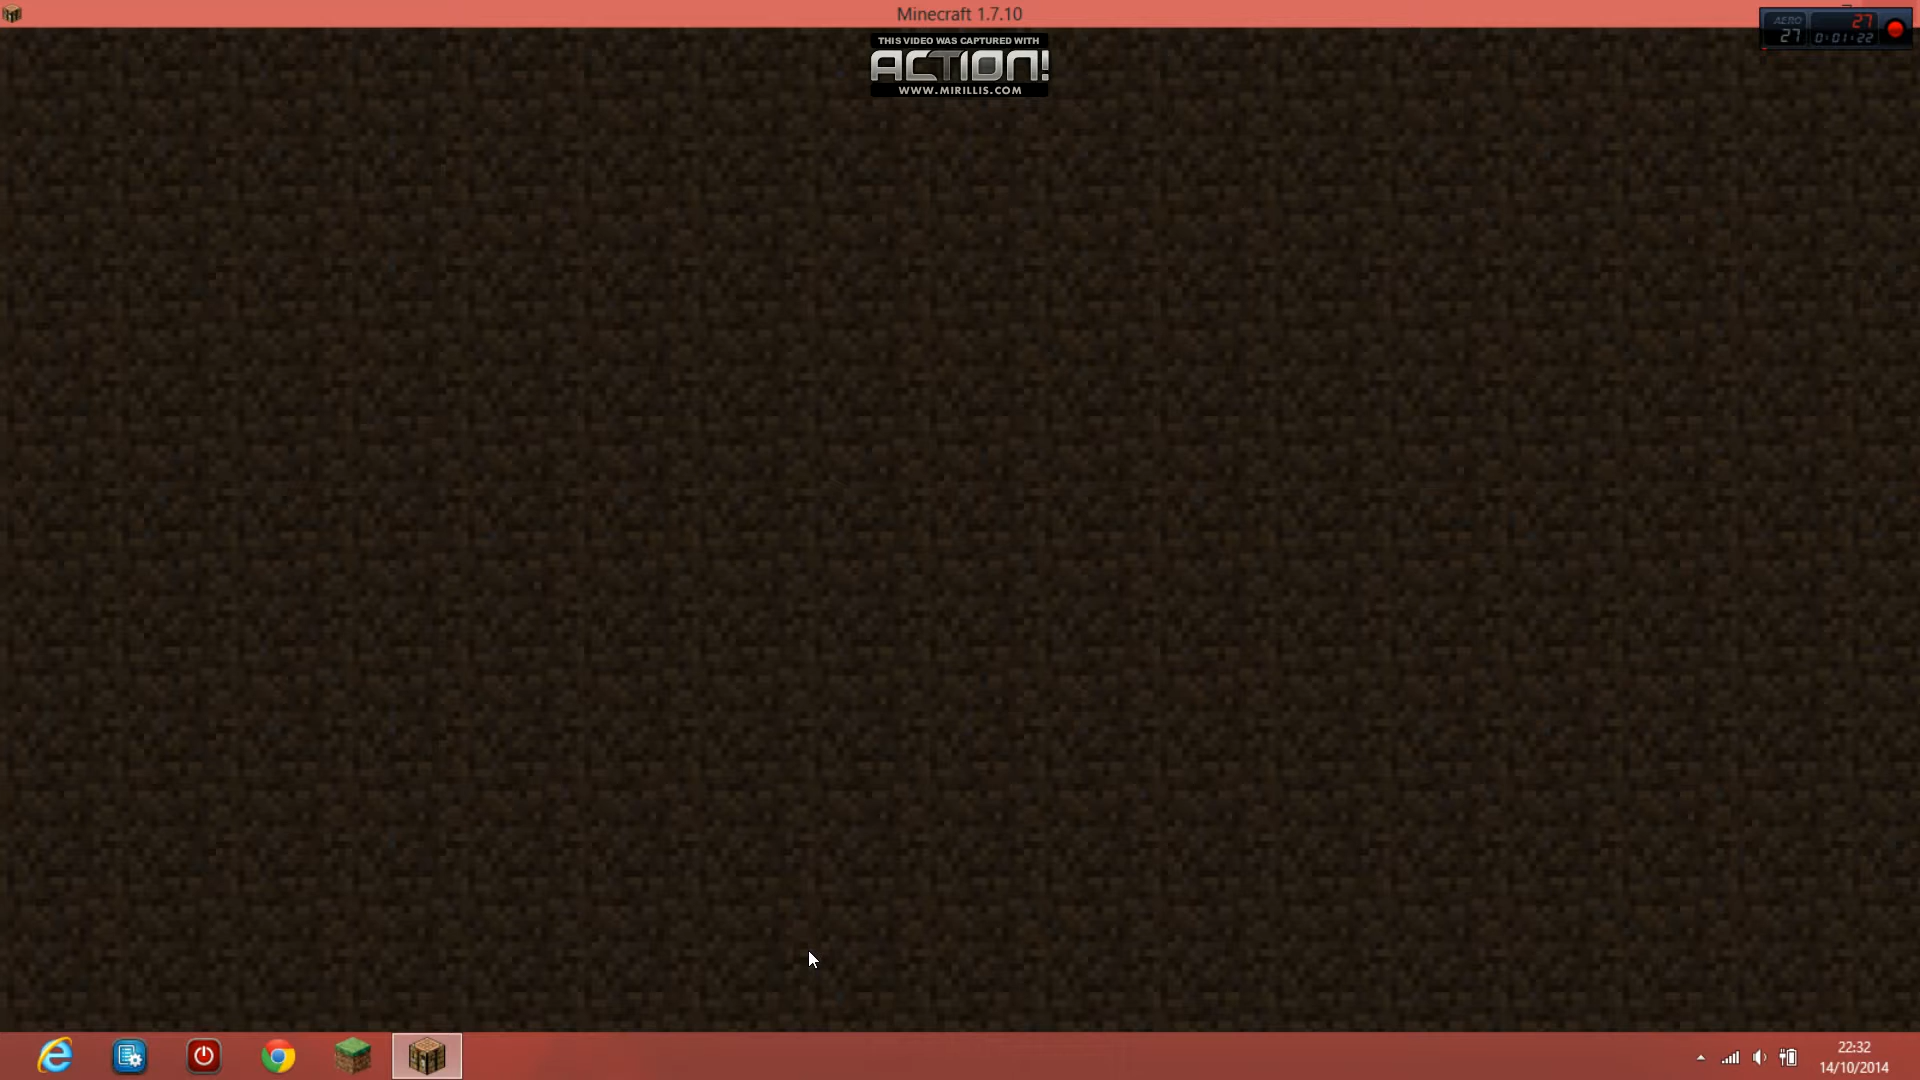 Minecraft 1.7.10
AERO
27
27
0:01:22
THIS VIDEO WAS CAPTURED WITH
ACTION!
WWW.MIRILLIS.COM
22:32
14/10/2014